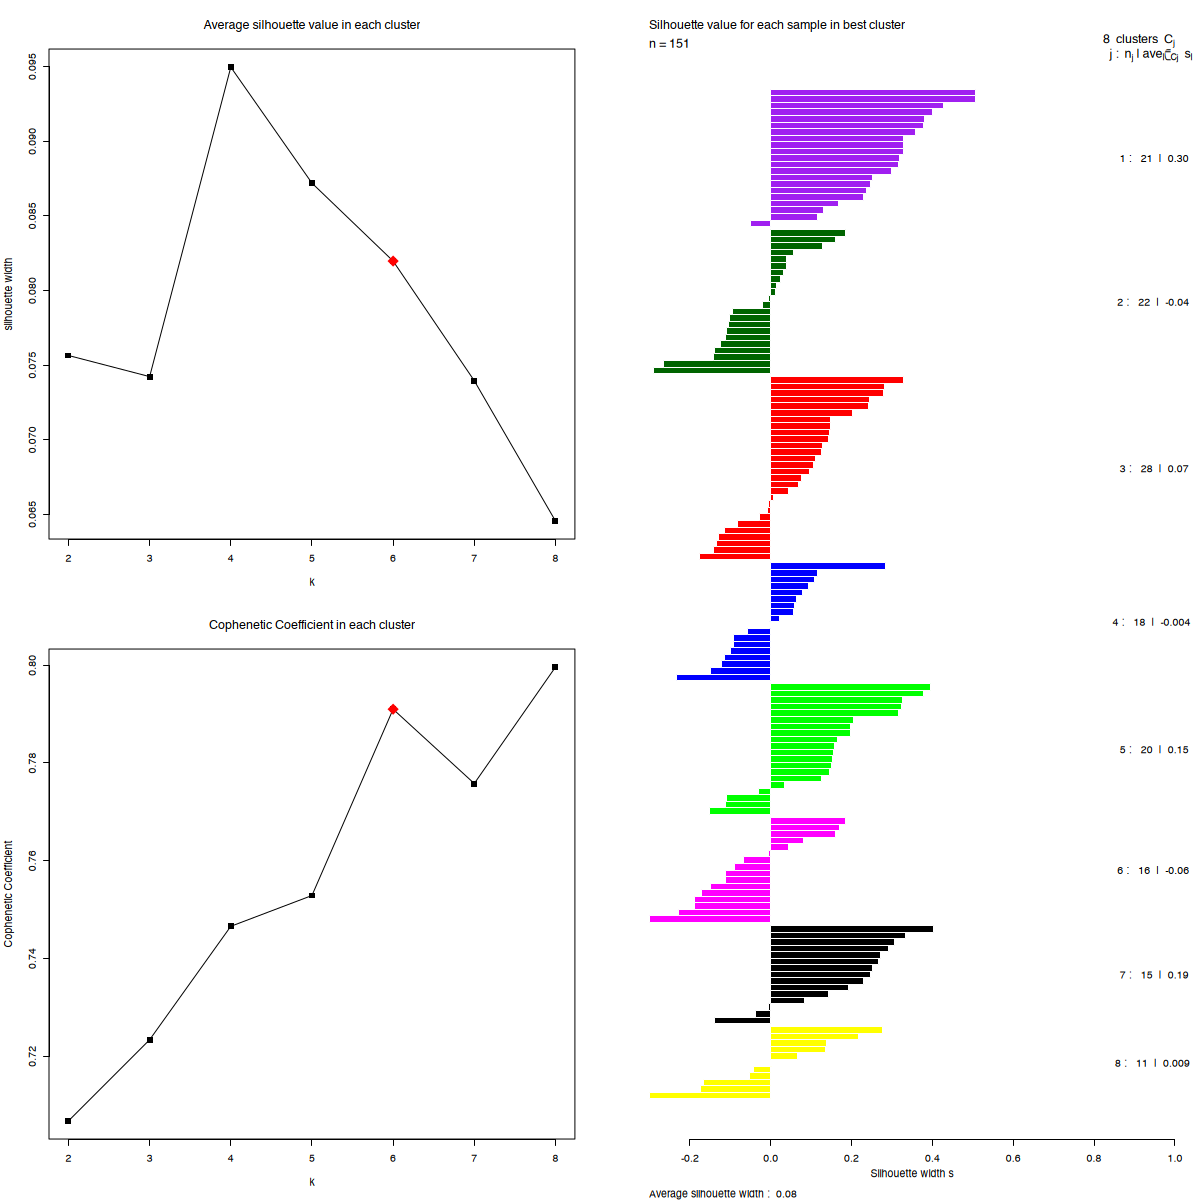 Average silhouette value in each cluster
silhouette width
0.095
0.090
0.085
0.080
0.075
0.070
0.065
2 3 4 5 6 7 8
k
Cophenetic Coefficient in each cluster
Cophenetic Coefficient
0.80
0.78
0.76
0.74
0.72
2 3 4 5 6 7 8
k
Silhouette value for each sample in best cluster
n = 151
8 clusters Cj
j : nj | avei∈Cj si
1 : 21 | 0.30
2 : 22 | -0.04
3 : 28 | 0.07
4 : 18 | -0.004
5 : 20 | 0.15
6 : 16 | -0.06
7 : 15 | 0.19
8 : 11 | 0.009
-0.2 0.0 0.2 0.4 0.6 0.8 1.0
Silhouette width s
Average silhouette width : 0.08